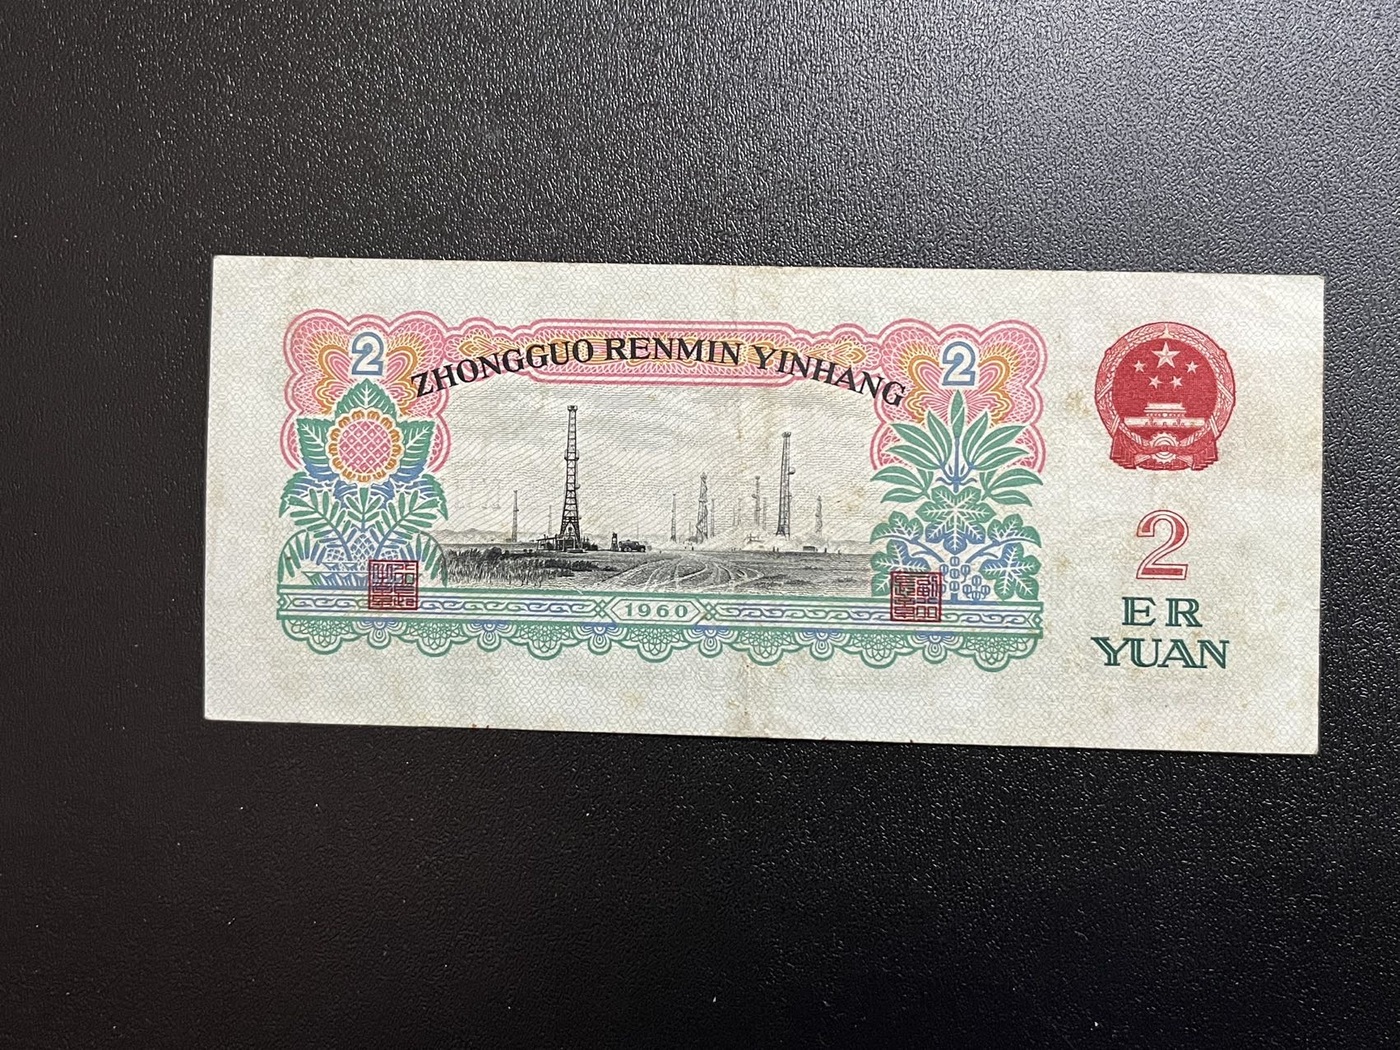 2
2
ZHONGGUO RENMIN YINHANG
1960
2
ER
YUAN